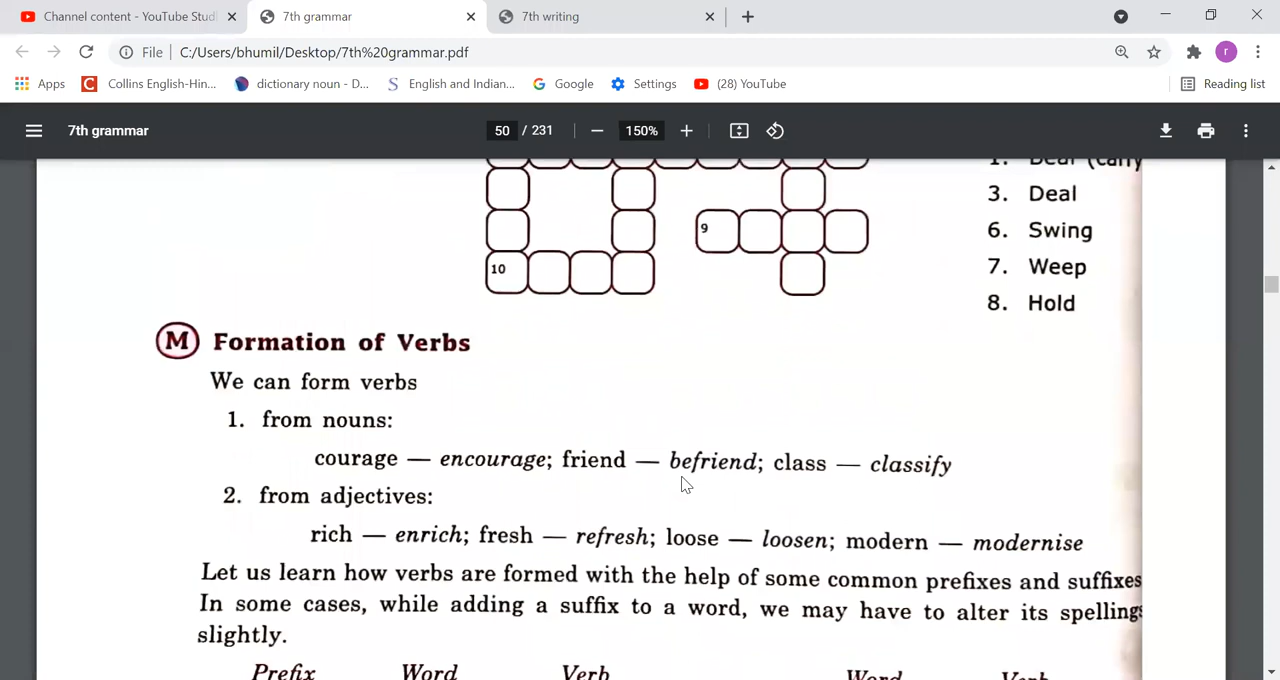 Channel content - YouTube Stud
7th grammar
7th writing
File
C:/Users/bhumil/Desktop/7th%20grammar.pdf
r
Apps
Collins English-Hin...
dictionary noun - D...
English and Indian...
Google
Settings
(28) YouTube
Reading list
7th grammar
50 / 231
150%
3. Deal
9
6. Swing
10
7. Weep
8. Hold
M Formation of Verbs
We can form verbs
1. from nouns:
courage — encourage; friend — befriend; class — classify
2. from adjectives:
rich — enrich; fresh — refresh; loose — loosen; modern — modernise
Let us learn how verbs are formed with the help of some common prefixes and suffixes
In some cases, while adding a suffix to a word, we may have to alter its spellings
slightly.
Prefix Word Verb Word Verb